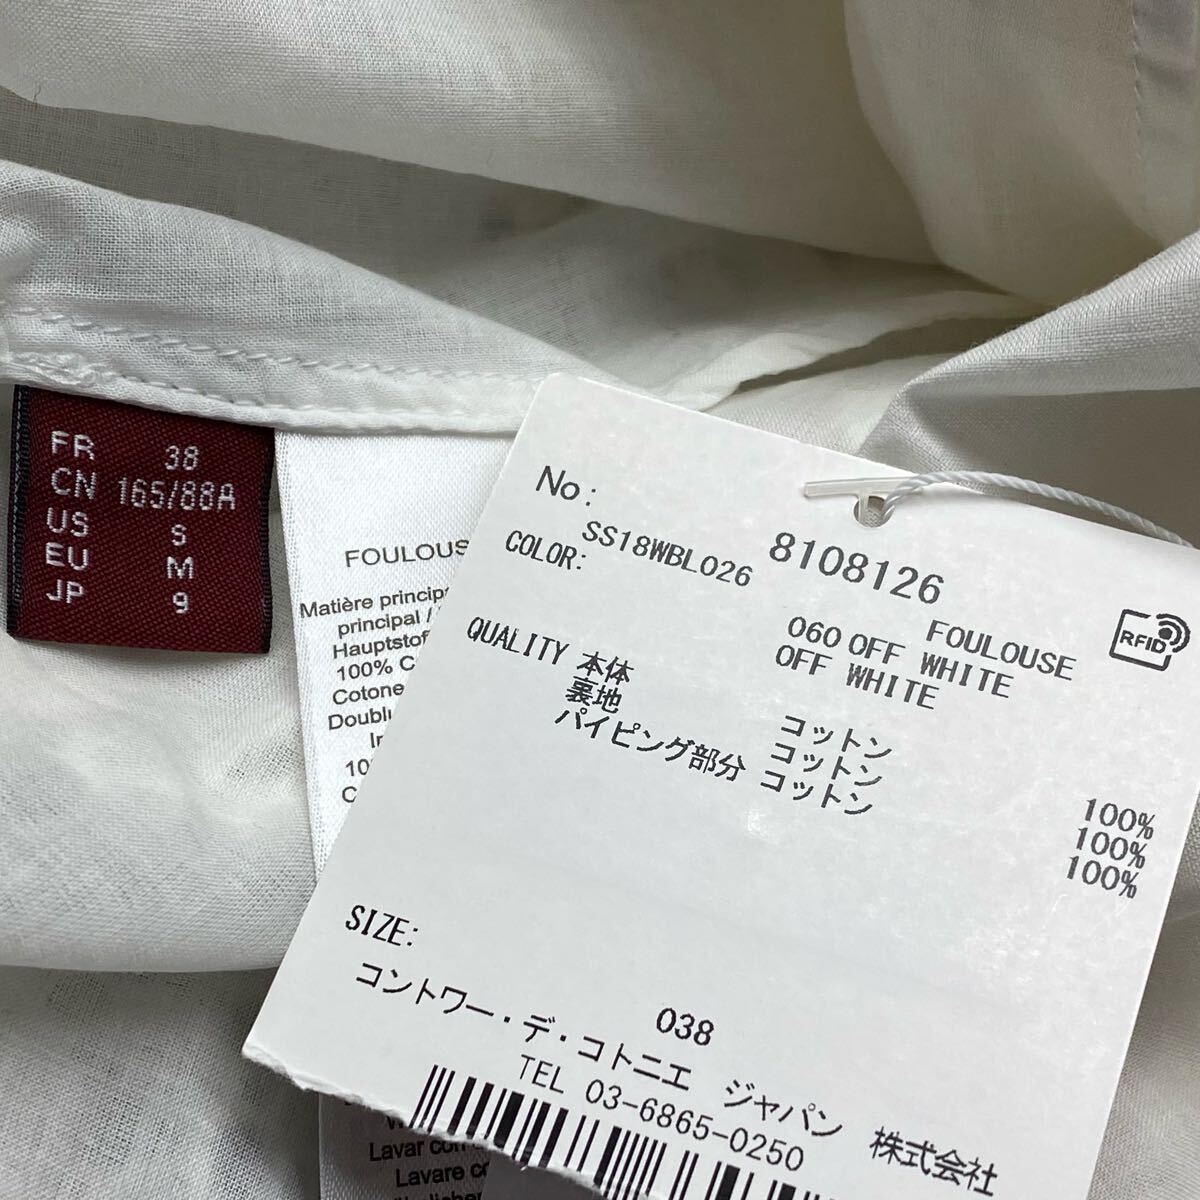 FR 38
CN 165/88A
US S
EU M
JP 9
FOULOUS
Matière princip
principal /
Hauptstof
100% C
Cotone
Doubl
10
C
No: 8108126
SS18WBL026 FOULOUSE
COLOR: 060 OFF WHITE
OFF WHITE
RFID
QUALITY 本体 コットン 100%
裏地 コットン 100%
パイピング部分 コットン 100%
SIZE: 038
コントワー・デ・コトニエ ジャパン 株式会社
TEL 03-6865-0250
Lavar con
Lavare